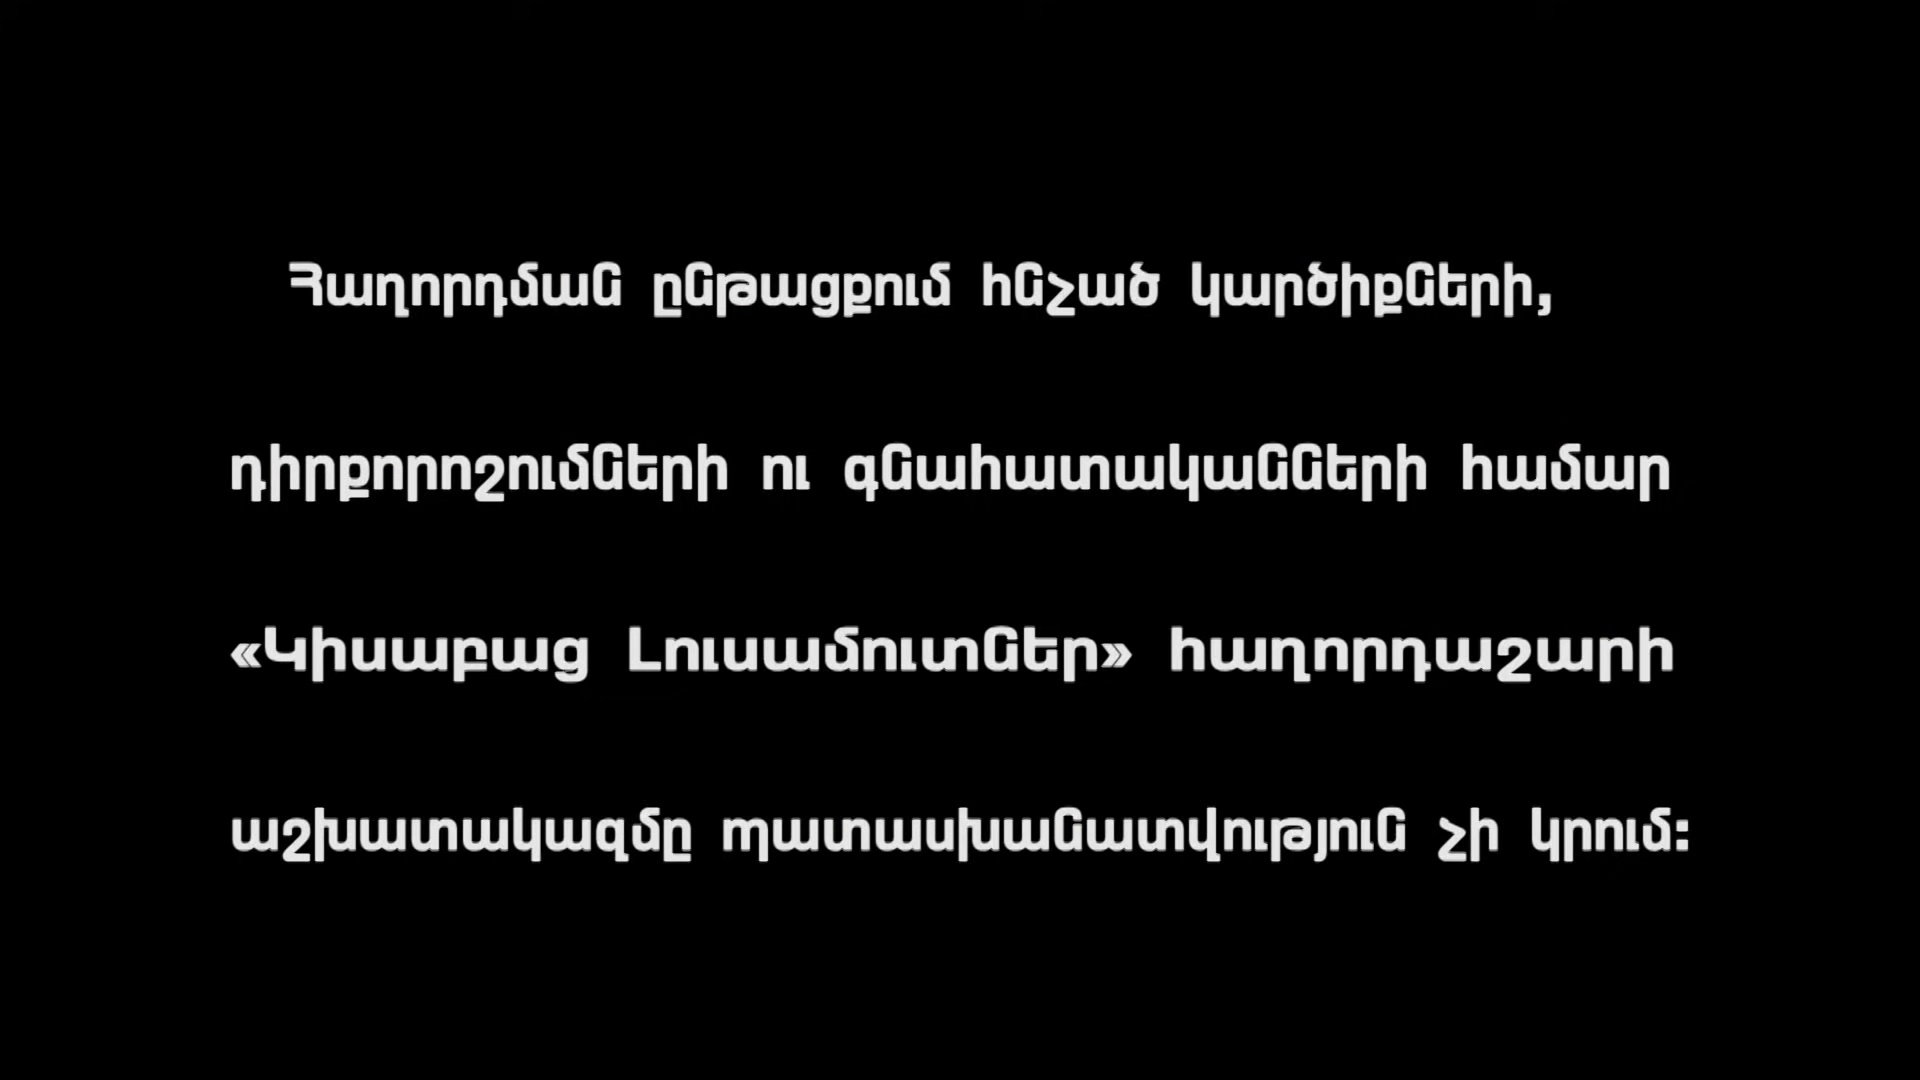 Հաղորդման ընթացքում հնչած կարծիքների,
դիրքորոշումների ու գնահատականների համար
«Կիսաբաց Լուսամուտներ» հաղորդաշարի
աշխատակազմը պատասխանատվություն չի կրում: